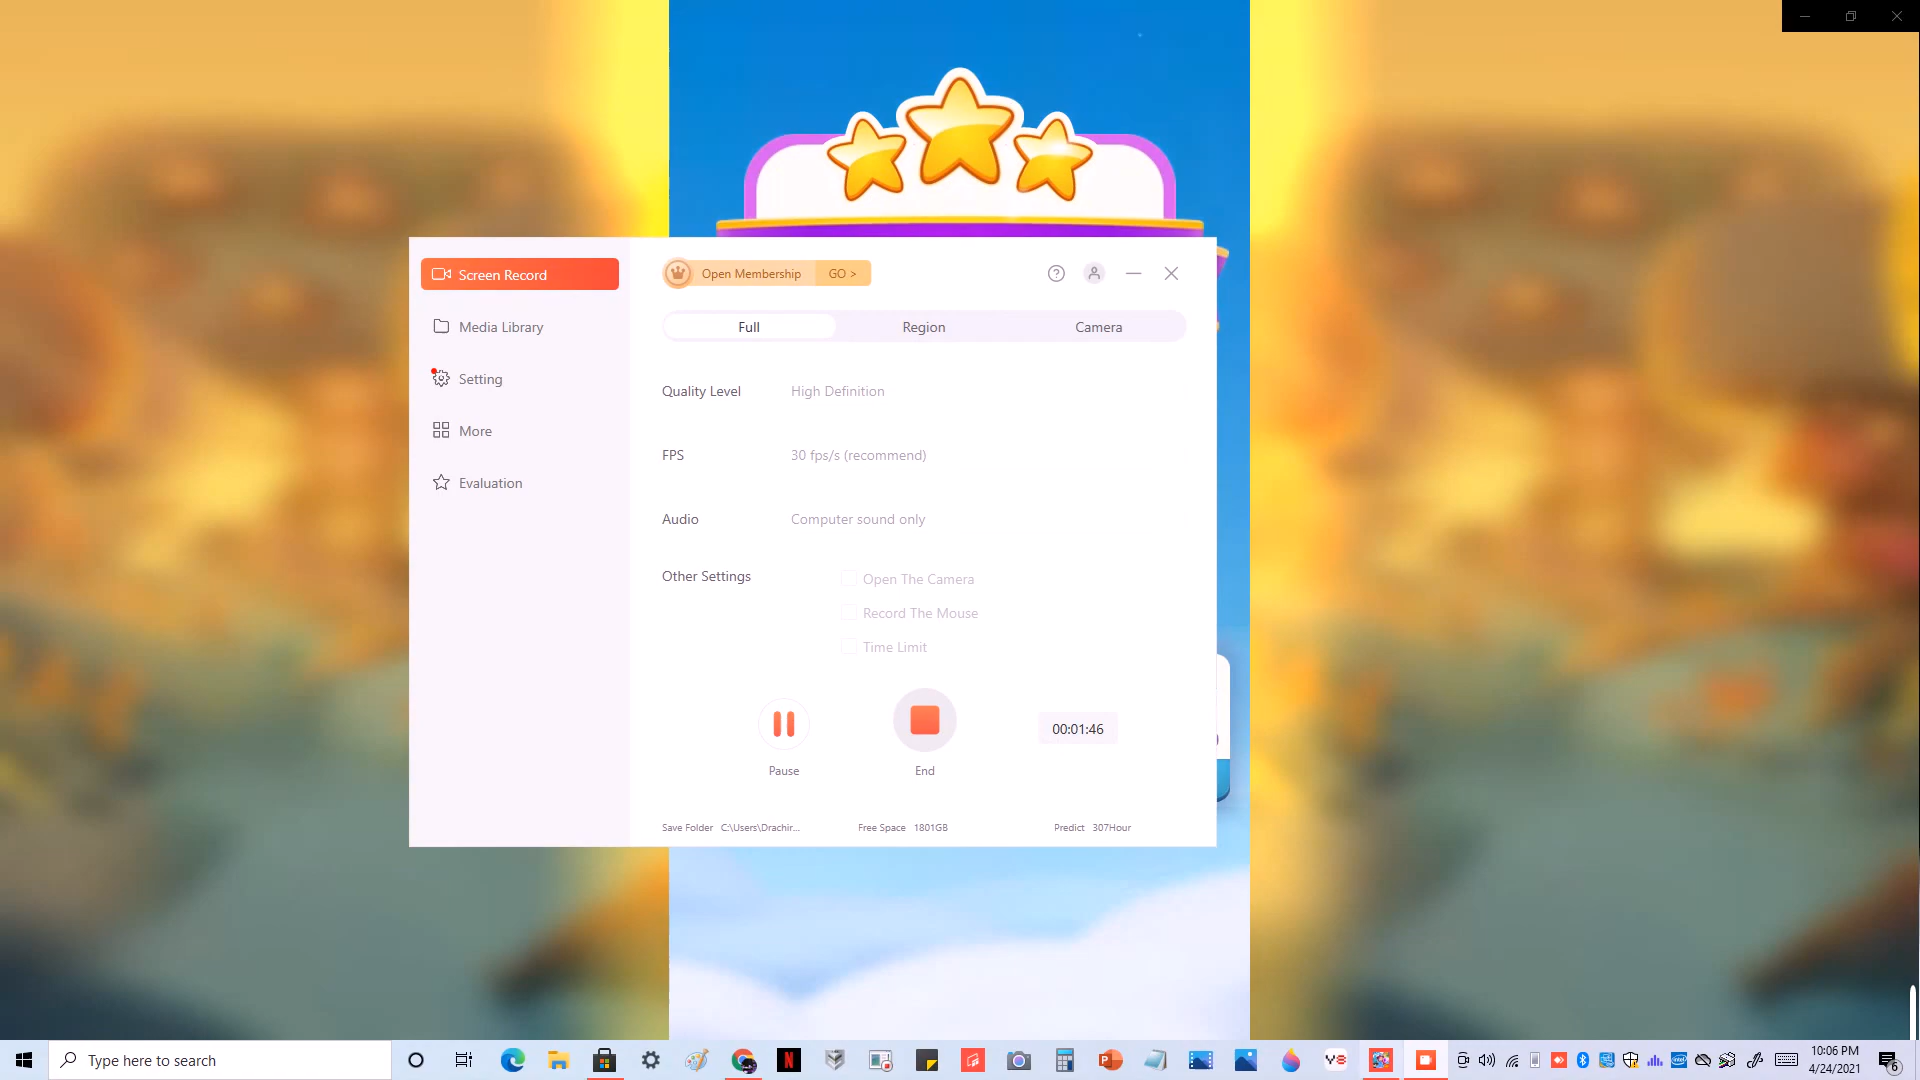 Screen Record
Media Library
Setting
More
Evaluation
Open Membership GO >
Full Region Camera
Quality Level High Definition
FPS 30 fps/s (recommend)
Audio Computer sound only
Other Settings
Open The Camera
Record The Mouse
Time Limit
00:01:46
Pause End
Save Folder C:\Users\Drachir... Free Space 1801GB Predict 307Hour
Type here to search
10:06 PM
4/24/2021
6